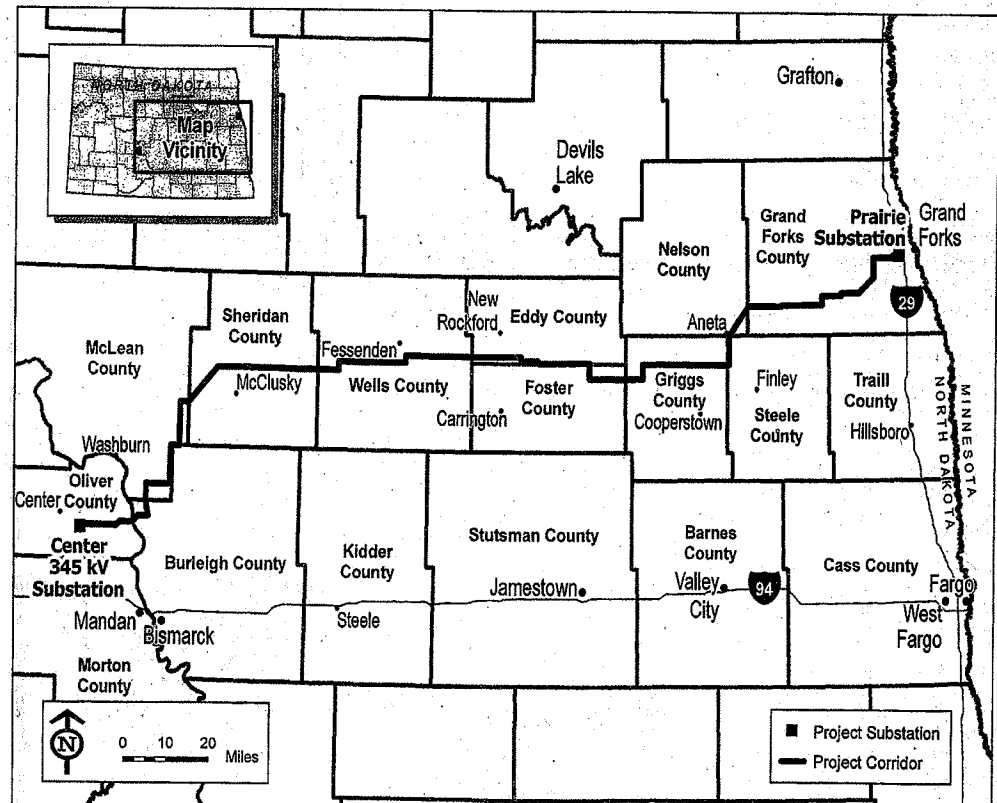 NORTH DAKOTA
Map
Vicinity
Grafton
Devils
Lake
Grand
Forks
County
Prairie
Substation
Grand
Forks
Nelson
County
29
New
Rockford
Eddy County
Aneta
Sheridan
County
McLean
County
Fessenden
McClusky
Wells County
Foster
County
Carrington
Griggs
County
Cooperstown
Finley
Steele
County
Traill
County
Hillsboro
MINNESOTA
NORTH DAKOTA
Washburn
Oliver
County
Center
Center
345 kV
Substation
Burleigh County
Kidder
County
Stutsman County
Barnes
County
Cass County
Jamestown
Valley
City
94
Fargo
West
Fargo
Mandan
Bismarck
Steele
Morton
County
N
0 10 20
Miles
Project Substation
Project Corridor